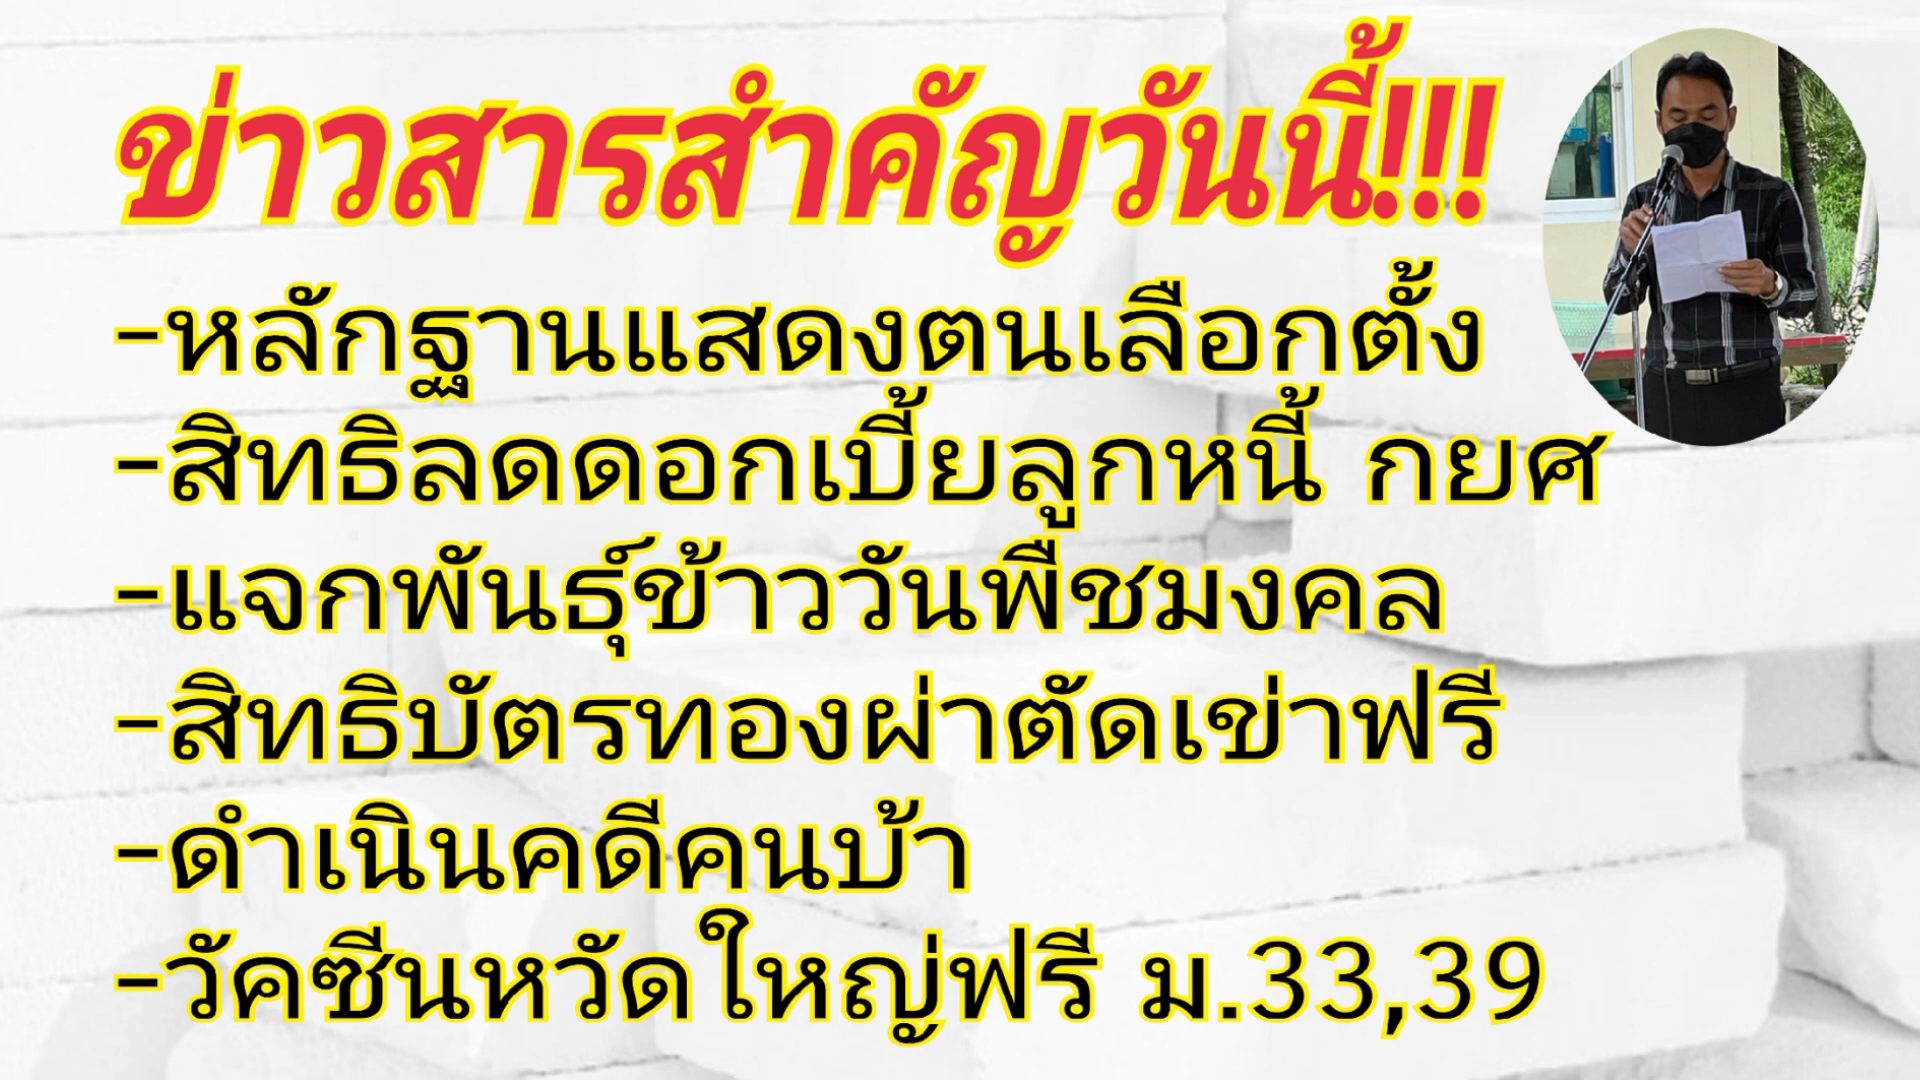 ข่าวสารสำคัญวันนี้!!!
-หลักฐานแสดงตนเลือกตั้ง
-สิทธิลดดอกเบี้ยลูกหนี้ กยศ
-แจกพันธุ์ข้าววันพืชมงคล
-สิทธิบัตรทองผ่าตัดเข่าฟรี
-ดำเนินคดีคนบ้า
-วัคซีนหวัดใหญ่ฟรี ม.33,39